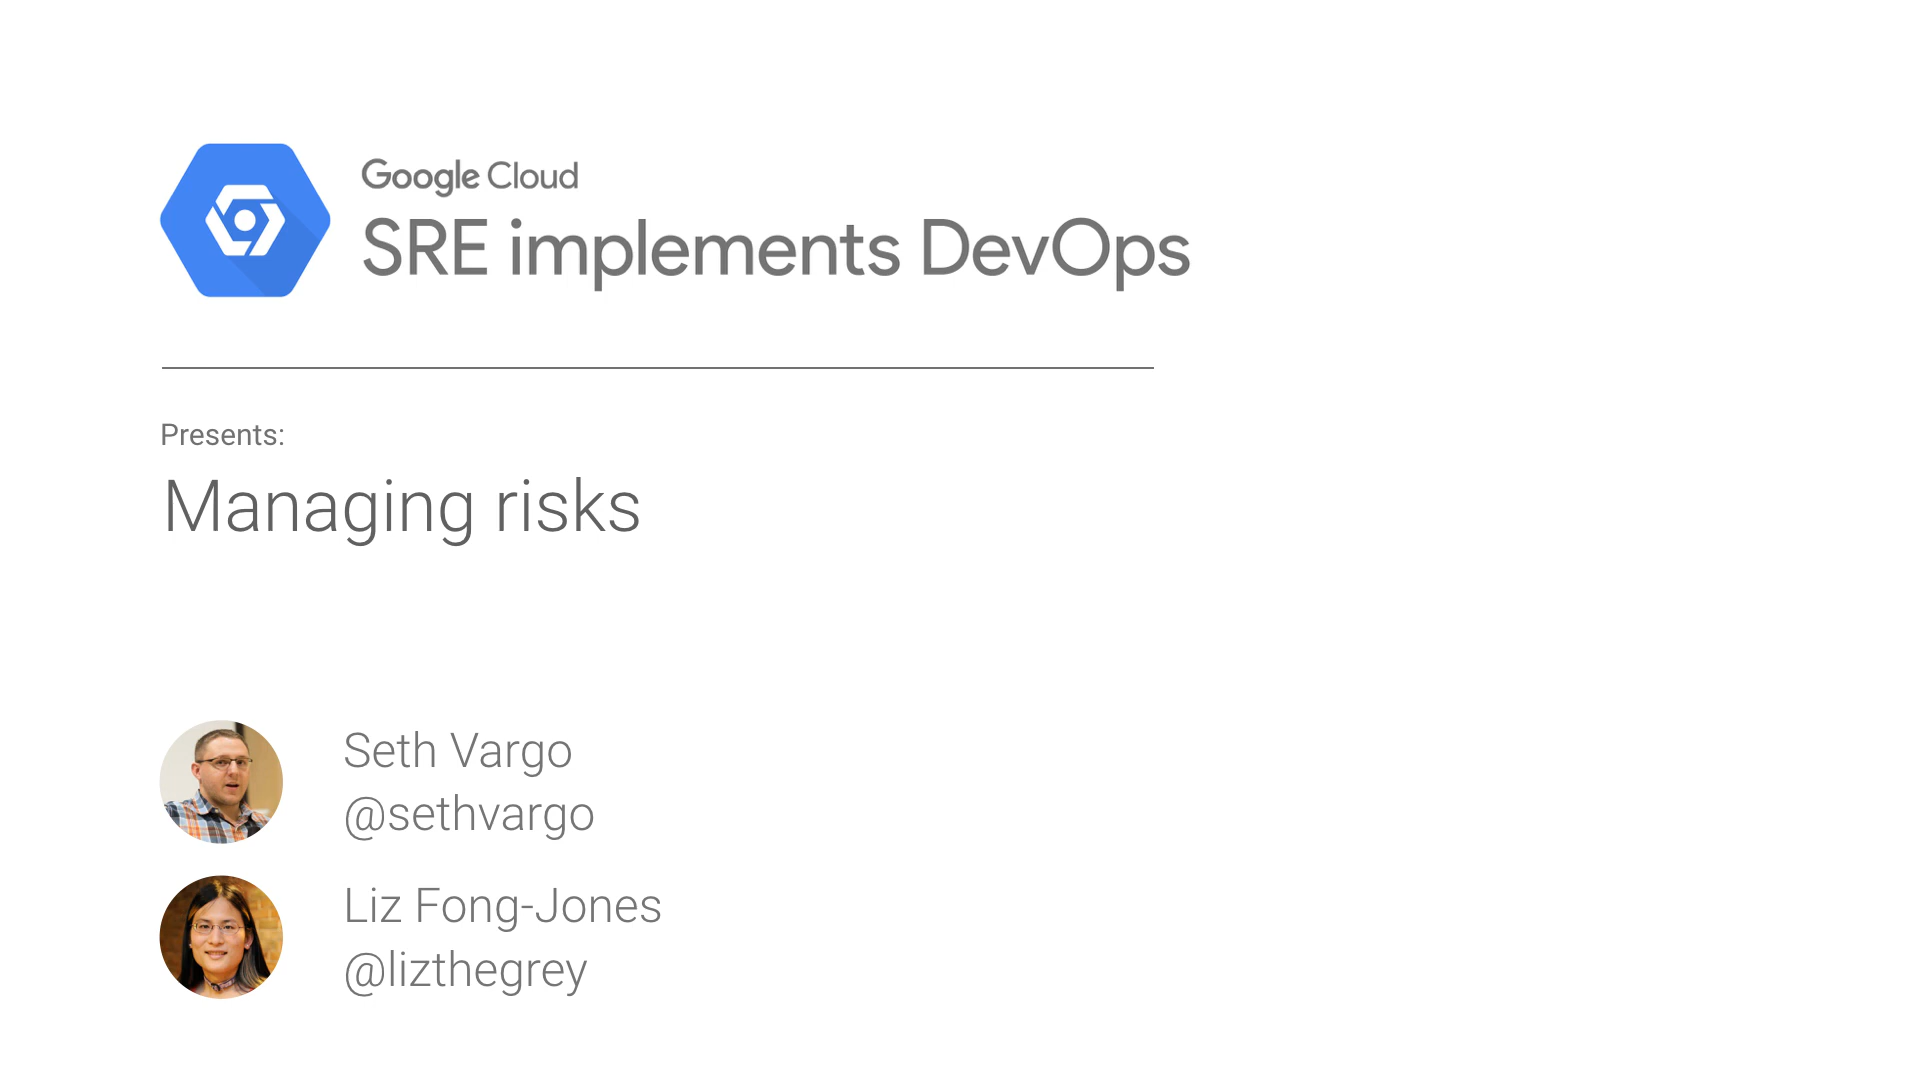 Google Cloud
SRE implements DevOps
Presents:
Managing risks
Seth Vargo
@sethvargo
Liz Fong-Jones
@lizthegrey